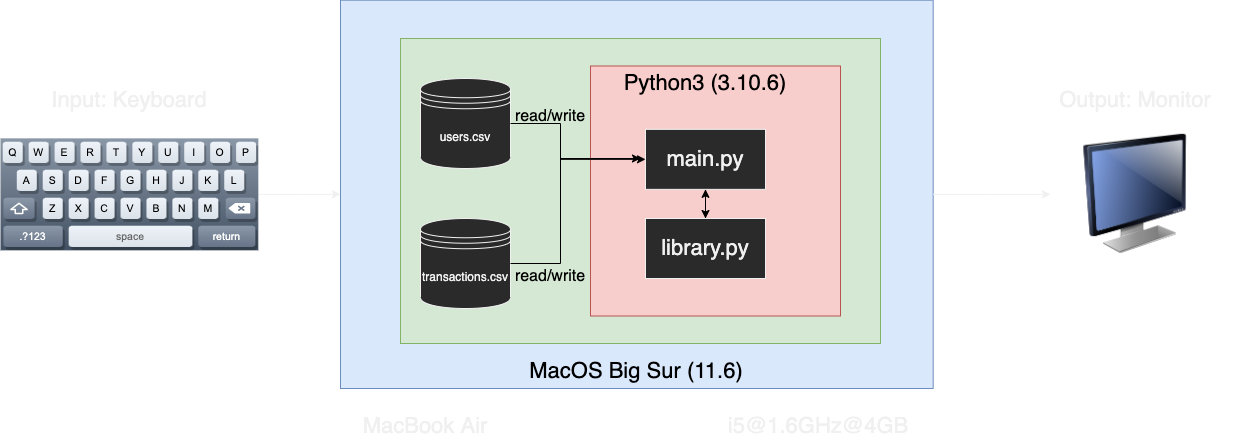 Input: Keyboard
Q W E R T Y U I O P
A S D F G H J K L
Z X C V B N M
.?123 space return
users.csv
read/write
transactions.csv
read/write
Python3 (3.10.6)
main.py
library.py
MacOS Big Sur (11.6)
MacBook Air
i5@1.6GHz@4GB
Output: Monitor